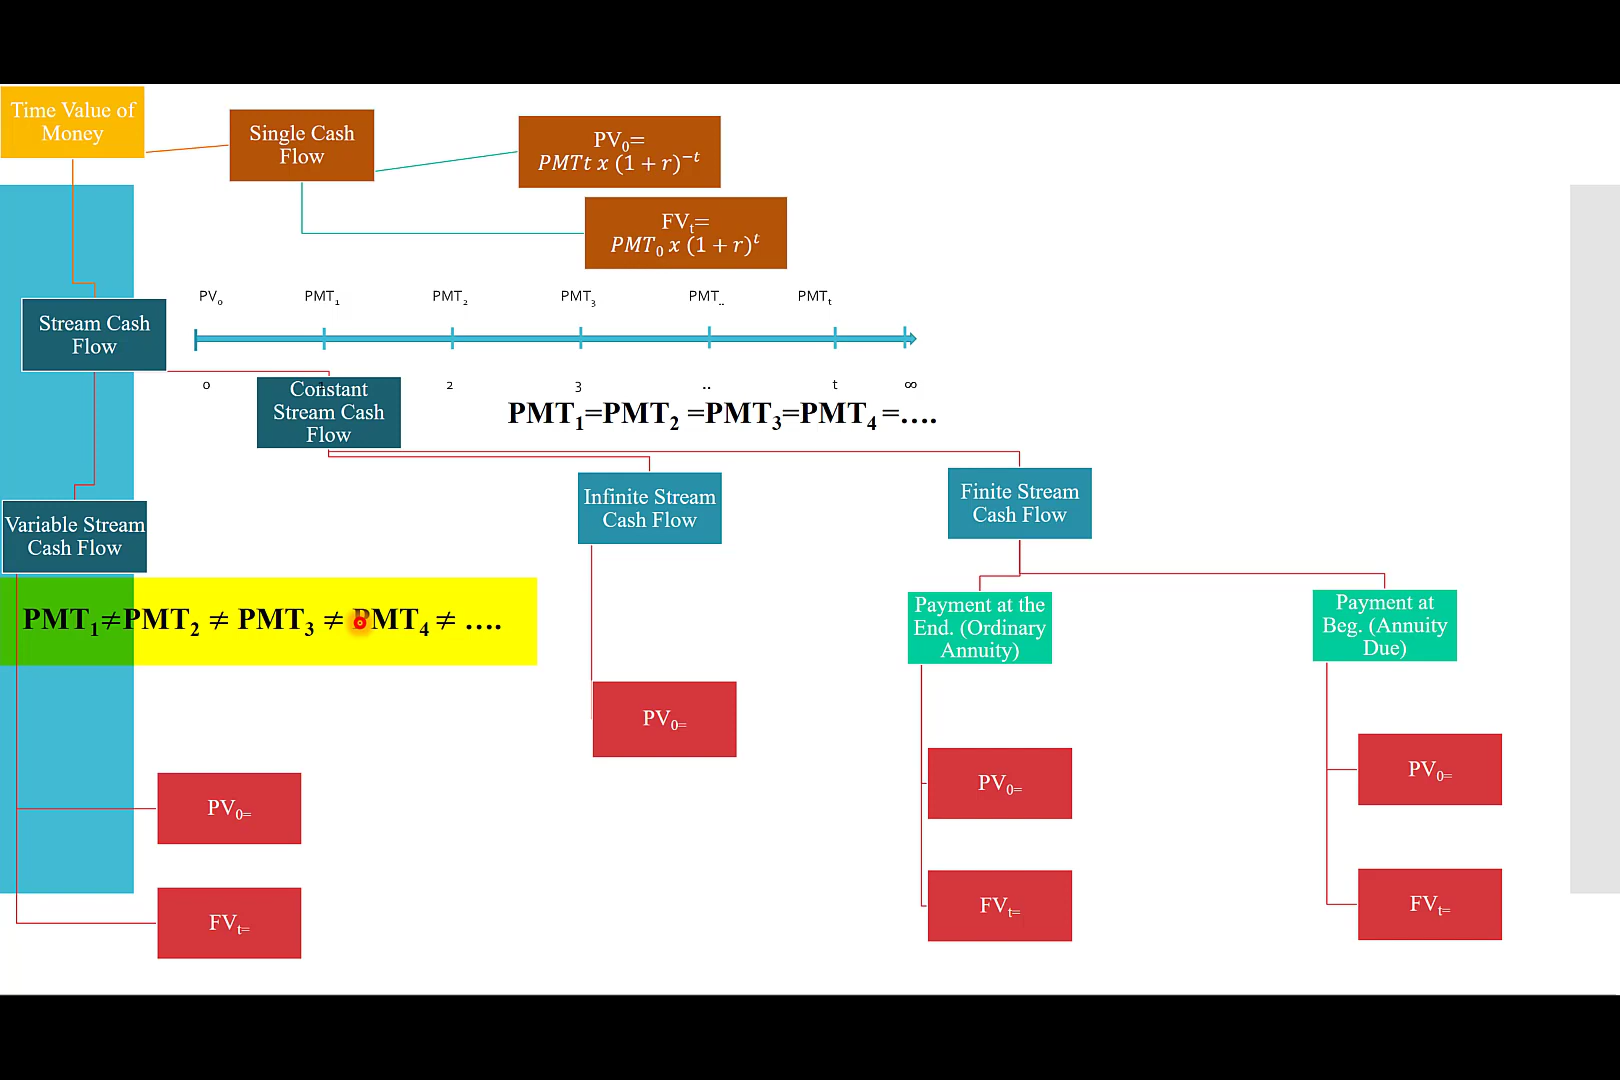 Time Value of
Money
Single Cash
Flow
PV₀=
PMTt x (1 + r)⁻ᵗ
FVₜ=
PMT₀ x (1 + r)ᵗ
PV₀ PMT₁ PMT₂ PMT₃ PMT.. PMTₜ
Stream Cash
Flow
0 1 2 3 .. t ∞
Constant
Stream Cash
Flow
PMT₁=PMT₂ =PMT₃=PMT₄ =….
Infinite Stream
Cash Flow
Finite Stream
Cash Flow
Variable Stream
Cash Flow
PMT₁≠PMT₂ ≠ PMT₃ ≠ PMT₄ ≠ ….
Payment at the
End. (Ordinary
Annuity)
Payment at
Beg. (Annuity
Due)
PV₀₌
PV₀₌
PV₀₌
PV₀₌
FVₜ₌
FVₜ₌
FVₜ₌